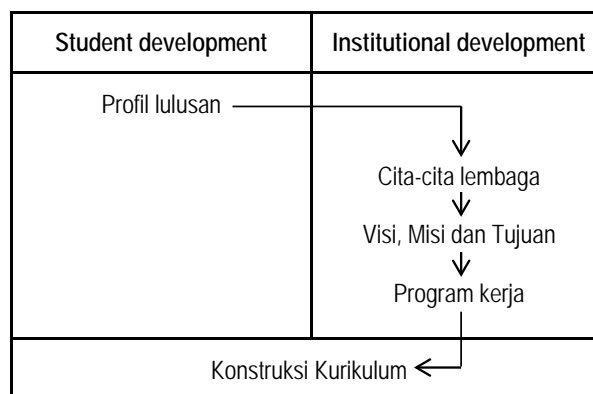 Student development
Institutional development
Profil lulusan
Cita-cita lembaga
Visi, Misi dan Tujuan
Program kerja
Konstruksi Kurikulum